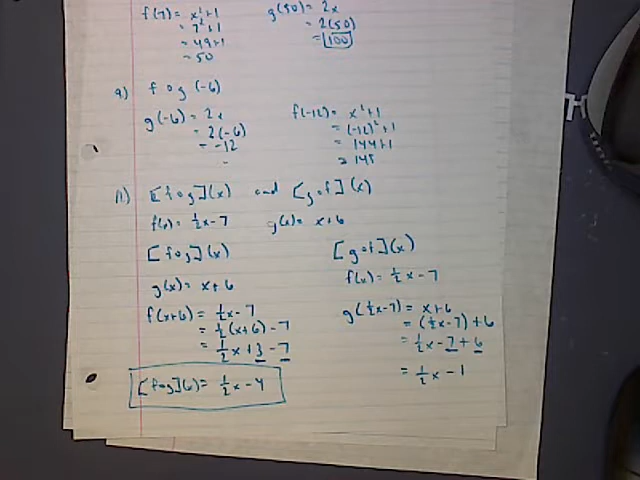 f(7) = x²+1
= 7²+1
= 49+1
= 50
g(50) = 2x
= 2(50)
= 100
9) f o g (-6)
g(-6) = 2x
= 2(-6)
= -12
f(-12) = x²+1
= (-12)²+1
= 144+1
= 145
11) [f o g](x) and [g o f](x)
f(x) = ½x - 7 g(x) = x+6
[f o g](x)
g(x) = x + 6
f(x+6) = ½x - 7
= ½(x+6) - 7
= ½x + 3 - 7
[f o g](x) = ½x - 4
[g o f](x)
f(x) = ½x - 7
g(½x-7) = x+6
= (½x-7) + 6
= ½x - 7 + 6
= ½x - 1